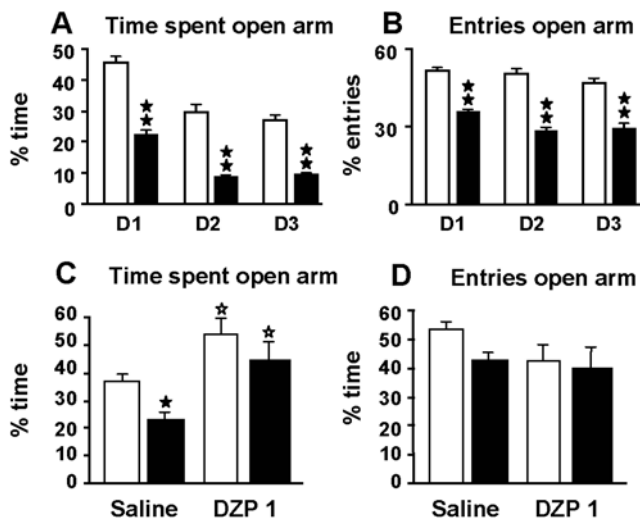 A Time spent open arm
% time
50
40
30
20
10
0
D1 D2 D3
B Entries open arm
% entries
60
30
0
D1 D2 D3
C Time spent open arm
% time
60
50
40
30
20
10
0
Saline DZP 1
D Entries open arm
% time
60
50
40
30
20
10
0
Saline DZP 1